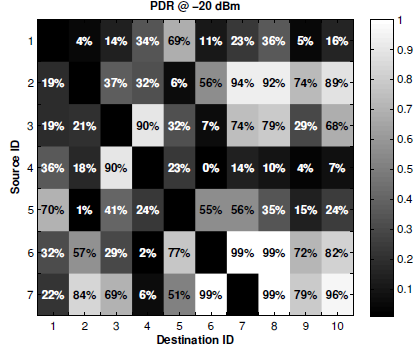 PDR @ −20 dBm
1 4% 14% 34% 69% 11% 23% 36% 5% 16%
2 19% 37% 32% 6% 56% 94% 92% 74% 89%
3 19% 21% 90% 32% 7% 74% 79% 29% 68%
4 36% 18% 90% 23% 0% 14% 10% 4% 7%
5 70% 1% 41% 24% 55% 56% 35% 15% 24%
6 32% 57% 29% 2% 77% 99% 99% 72% 82%
7 22% 84% 69% 6% 51% 99% 99% 79% 96%
1 2 3 4 5 6 7 8 9 10
Destination ID
Source ID
1
0.9
0.8
0.7
0.6
0.5
0.4
0.3
0.2
0.1